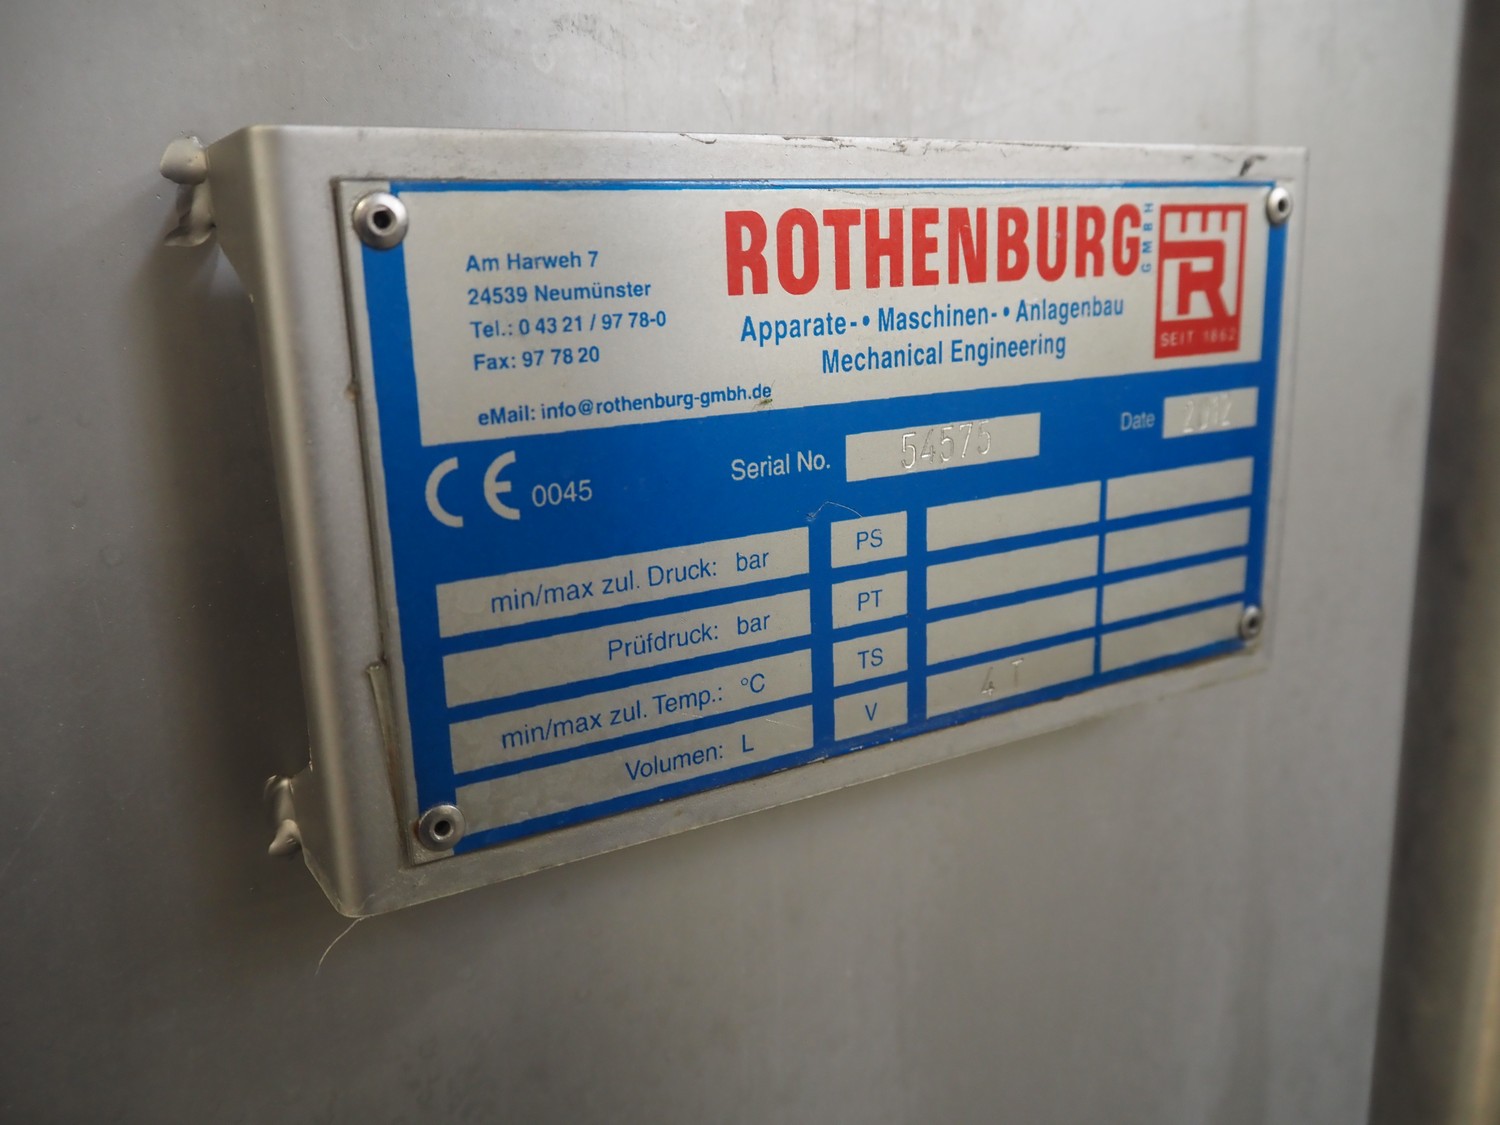 Am Harweh 7
24539 Neumünster
Tel.: 0 43 21 / 97 78-0
Fax: 97 78 20
eMail: info@rothenburg-gmbh.de
ROTHENBURG GMBH
Apparate- • Maschinen- • Anlagenbau
Mechanical Engineering
R
SEIT 1862
CE 0045
Serial No. 54575
Date 2012
min/max zul. Druck: bar PS
Prüfdruck: bar PT
min/max zul. Temp.: °C TS
Volumen: L V 4 T